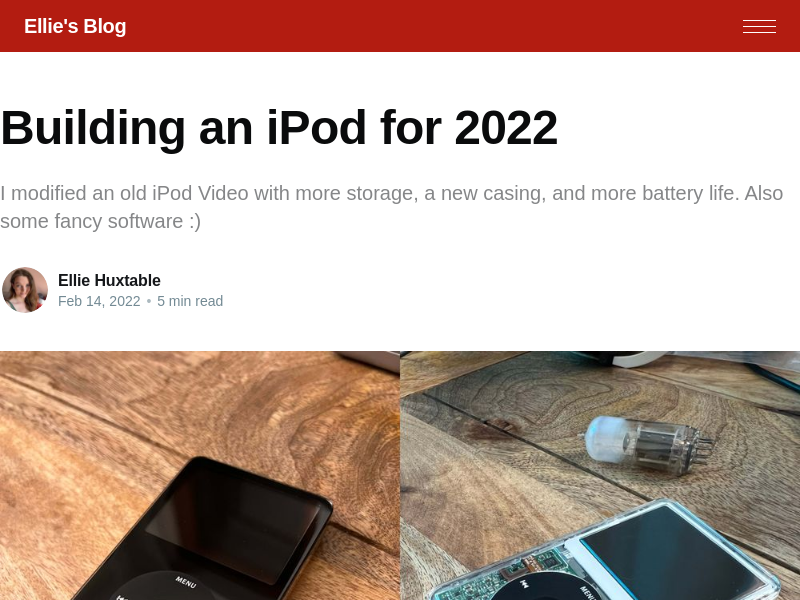 Ellie's Blog
Building an iPod for 2022
I modified an old iPod Video with more storage, a new casing, and more battery life. Also
some fancy software :)
Ellie Huxtable
Feb 14, 2022 • 5 min read
MENU
MENU